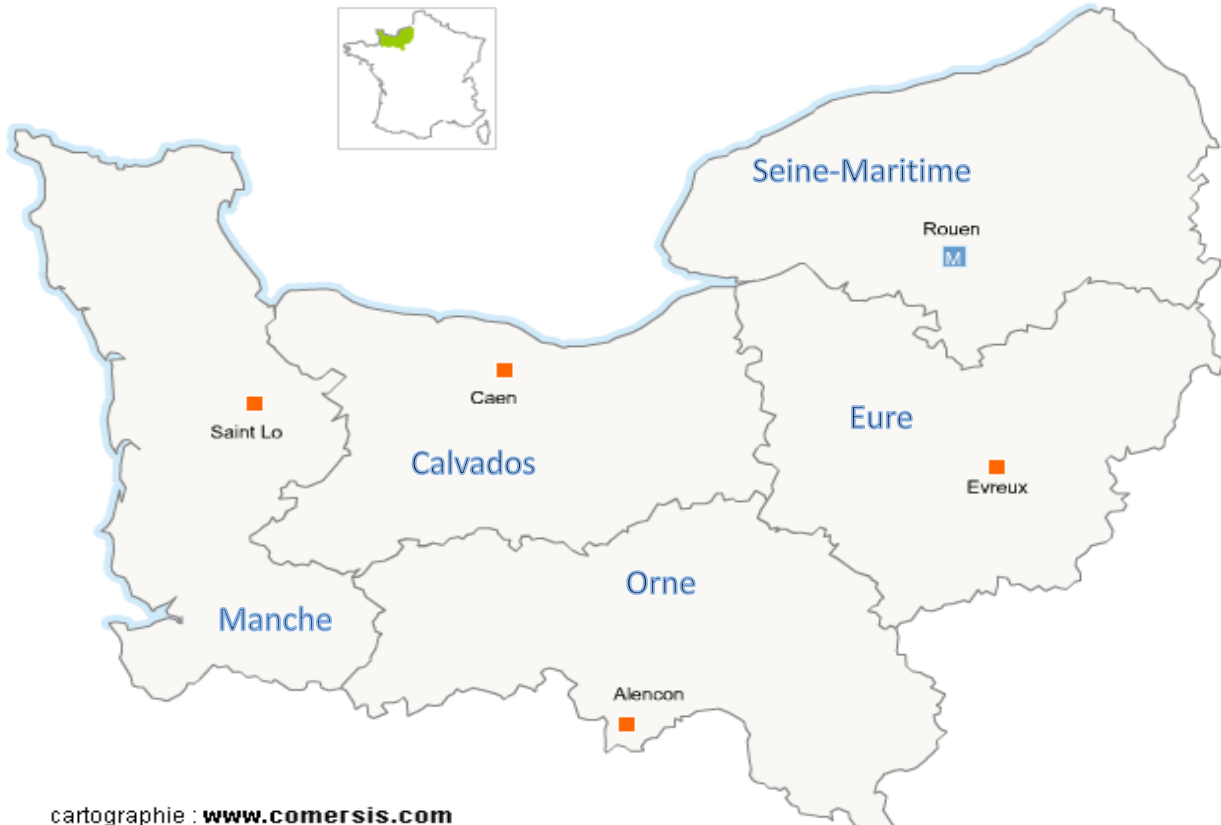 Seine-Maritime
Rouen
M
Caen
Saint Lo
Calvados
Eure
Evreux
Orne
Manche
Alencon
cartographie : www.comersis.com